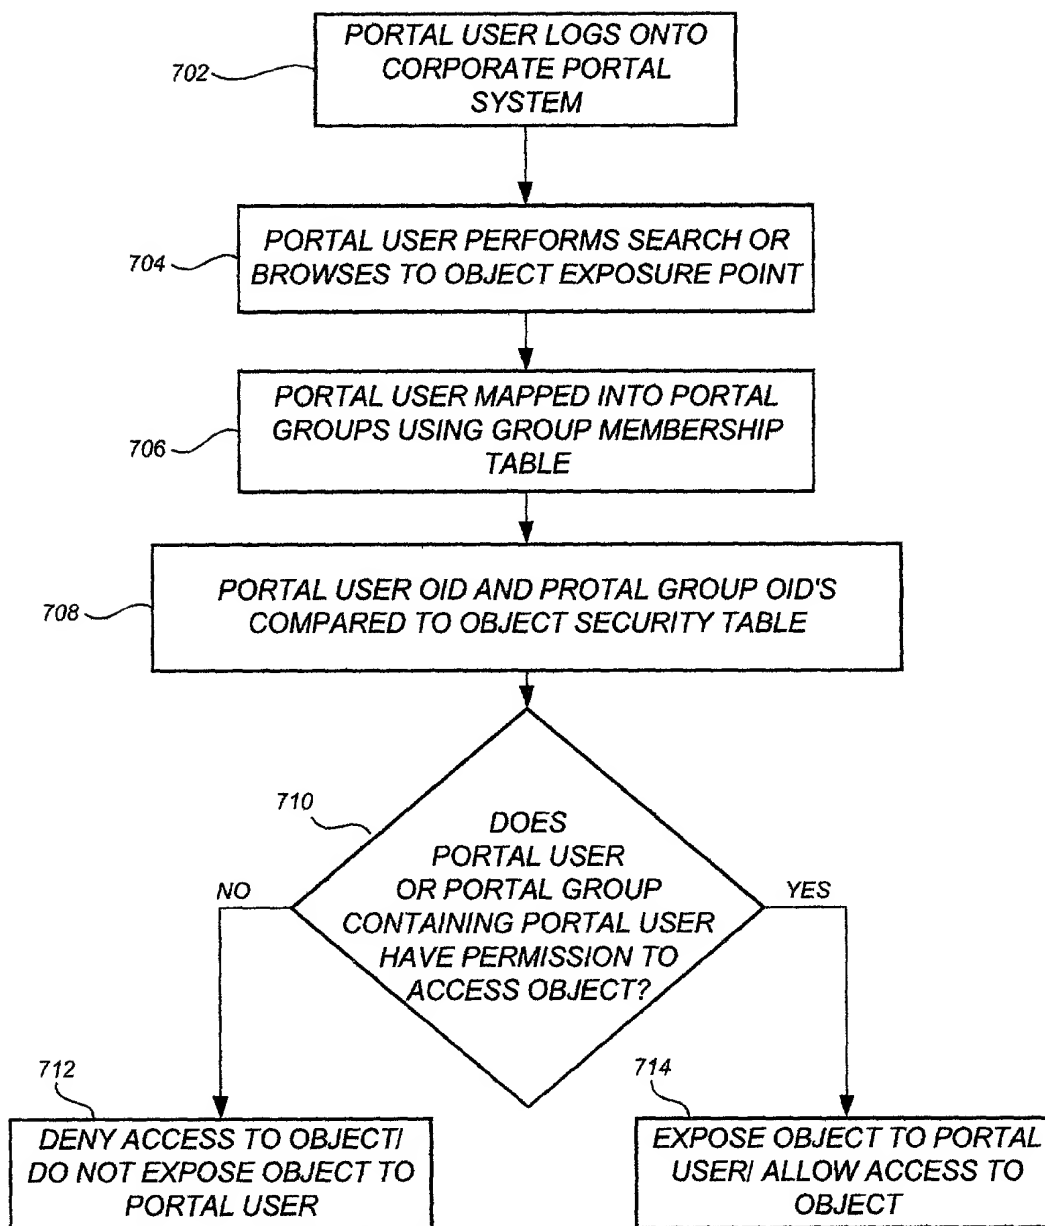 PORTAL USER LOGS ONTO
CORPORATE PORTAL
SYSTEM
702
PORTAL USER PERFORMS SEARCH OR
BROWSES TO OBJECT EXPOSURE POINT
704
PORTAL USER MAPPED INTO PORTAL
GROUPS USING GROUP MEMBERSHIP
TABLE
706
PORTAL USER OID AND PROTAL GROUP OID'S
COMPARED TO OBJECT SECURITY TABLE
708
710
DOES
PORTAL USER
OR PORTAL GROUP
CONTAINING PORTAL USER
HAVE PERMISSION TO
ACCESS OBJECT?
NO
YES
712
DENY ACCESS TO OBJECT/
DO NOT EXPOSE OBJECT TO
PORTAL USER
714
EXPOSE OBJECT TO PORTAL
USER/ ALLOW ACCESS TO
OBJECT